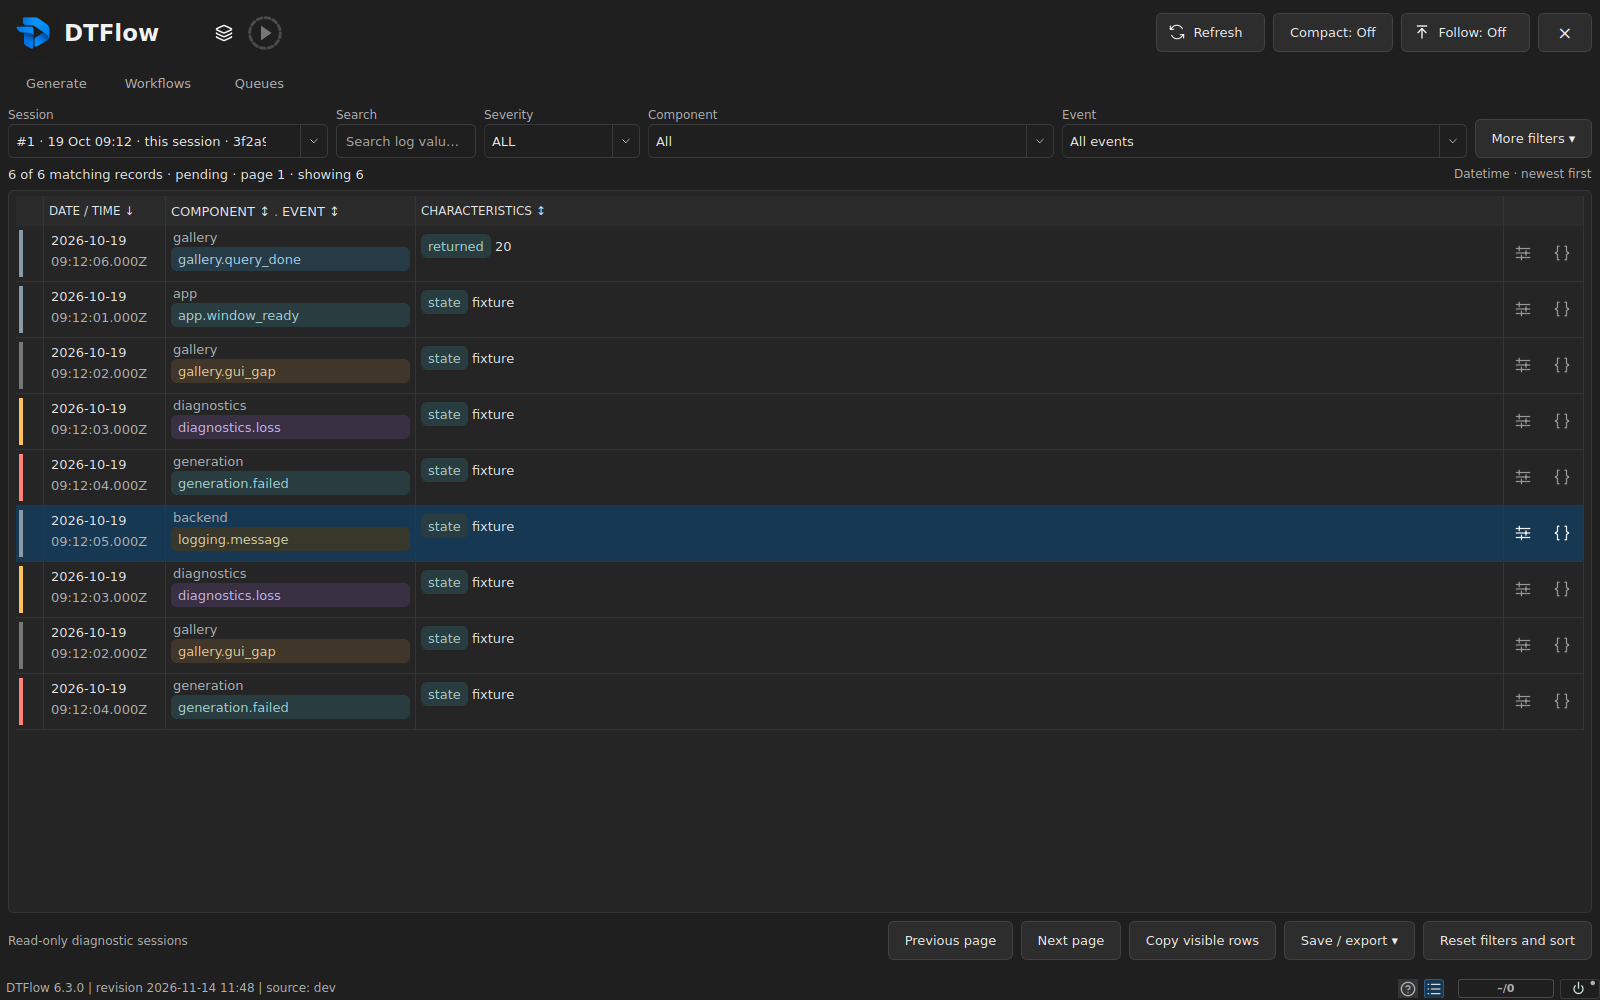 DTFlow
Refresh
Compact: Off
Follow: Off
Generate
Workflows
Queues
Session
Search
Severity
Component
Event
#1 · 19 Oct 09:12 · this session · 3f2a9
Search log valu...
ALL
All
All events
More filters ▾
6 of 6 matching records · pending · page 1 · showing 6
Datetime · newest first
DATE / TIME ↓
COMPONENT ↕ . EVENT ↕
CHARACTERISTICS ↕
2026-10-19
09:12:06.000Z
gallery
gallery.query_done
returned 20
{}
2026-10-19
09:12:01.000Z
app
app.window_ready
state fixture
{}
2026-10-19
09:12:02.000Z
gallery
gallery.gui_gap
state fixture
{}
2026-10-19
09:12:03.000Z
diagnostics
diagnostics.loss
state fixture
{}
2026-10-19
09:12:04.000Z
generation
generation.failed
state fixture
{}
2026-10-19
09:12:05.000Z
backend
logging.message
state fixture
{}
2026-10-19
09:12:03.000Z
diagnostics
diagnostics.loss
state fixture
{}
2026-10-19
09:12:02.000Z
gallery
gallery.gui_gap
state fixture
{}
2026-10-19
09:12:04.000Z
generation
generation.failed
state fixture
{}
Read-only diagnostic sessions
Previous page
Next page
Copy visible rows
Save / export ▾
Reset filters and sort
DTFlow 6.3.0 | revision 2026-11-14 11:48 | source: dev
-/0